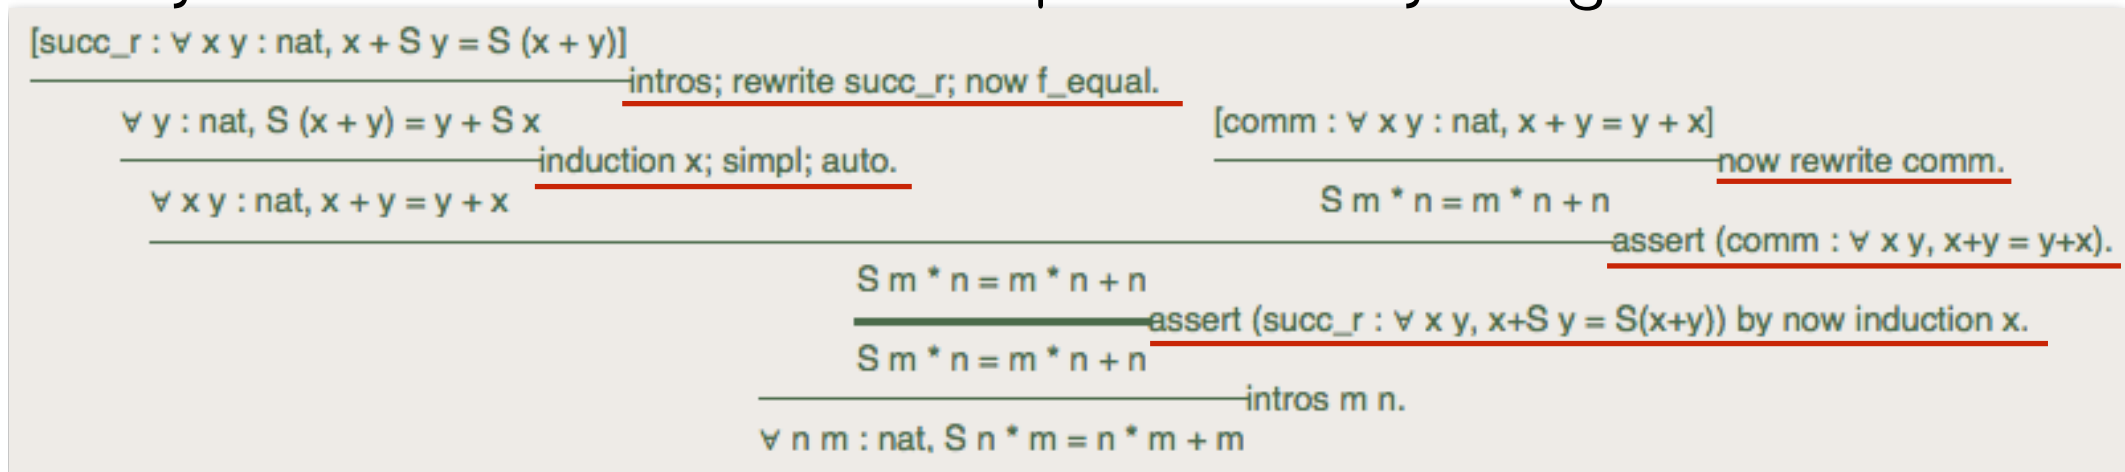 [succ_r : ∀ x y : nat, x + S y = S (x + y)]
intros; rewrite succ_r; now f_equal.
∀ y : nat, S (x + y) = y + S x
[comm : ∀ x y : nat, x + y = y + x]
induction x; simpl; auto.
now rewrite comm.
∀ x y : nat, x + y = y + x
S m * n = m * n + n
assert (comm : ∀ x y, x+y = y+x).
S m * n = m * n + n
assert (succ_r : ∀ x y, x+S y = S(x+y)) by now induction x.
S m * n = m * n + n
intros m n.
∀ n m : nat, S n * m = n * m + m